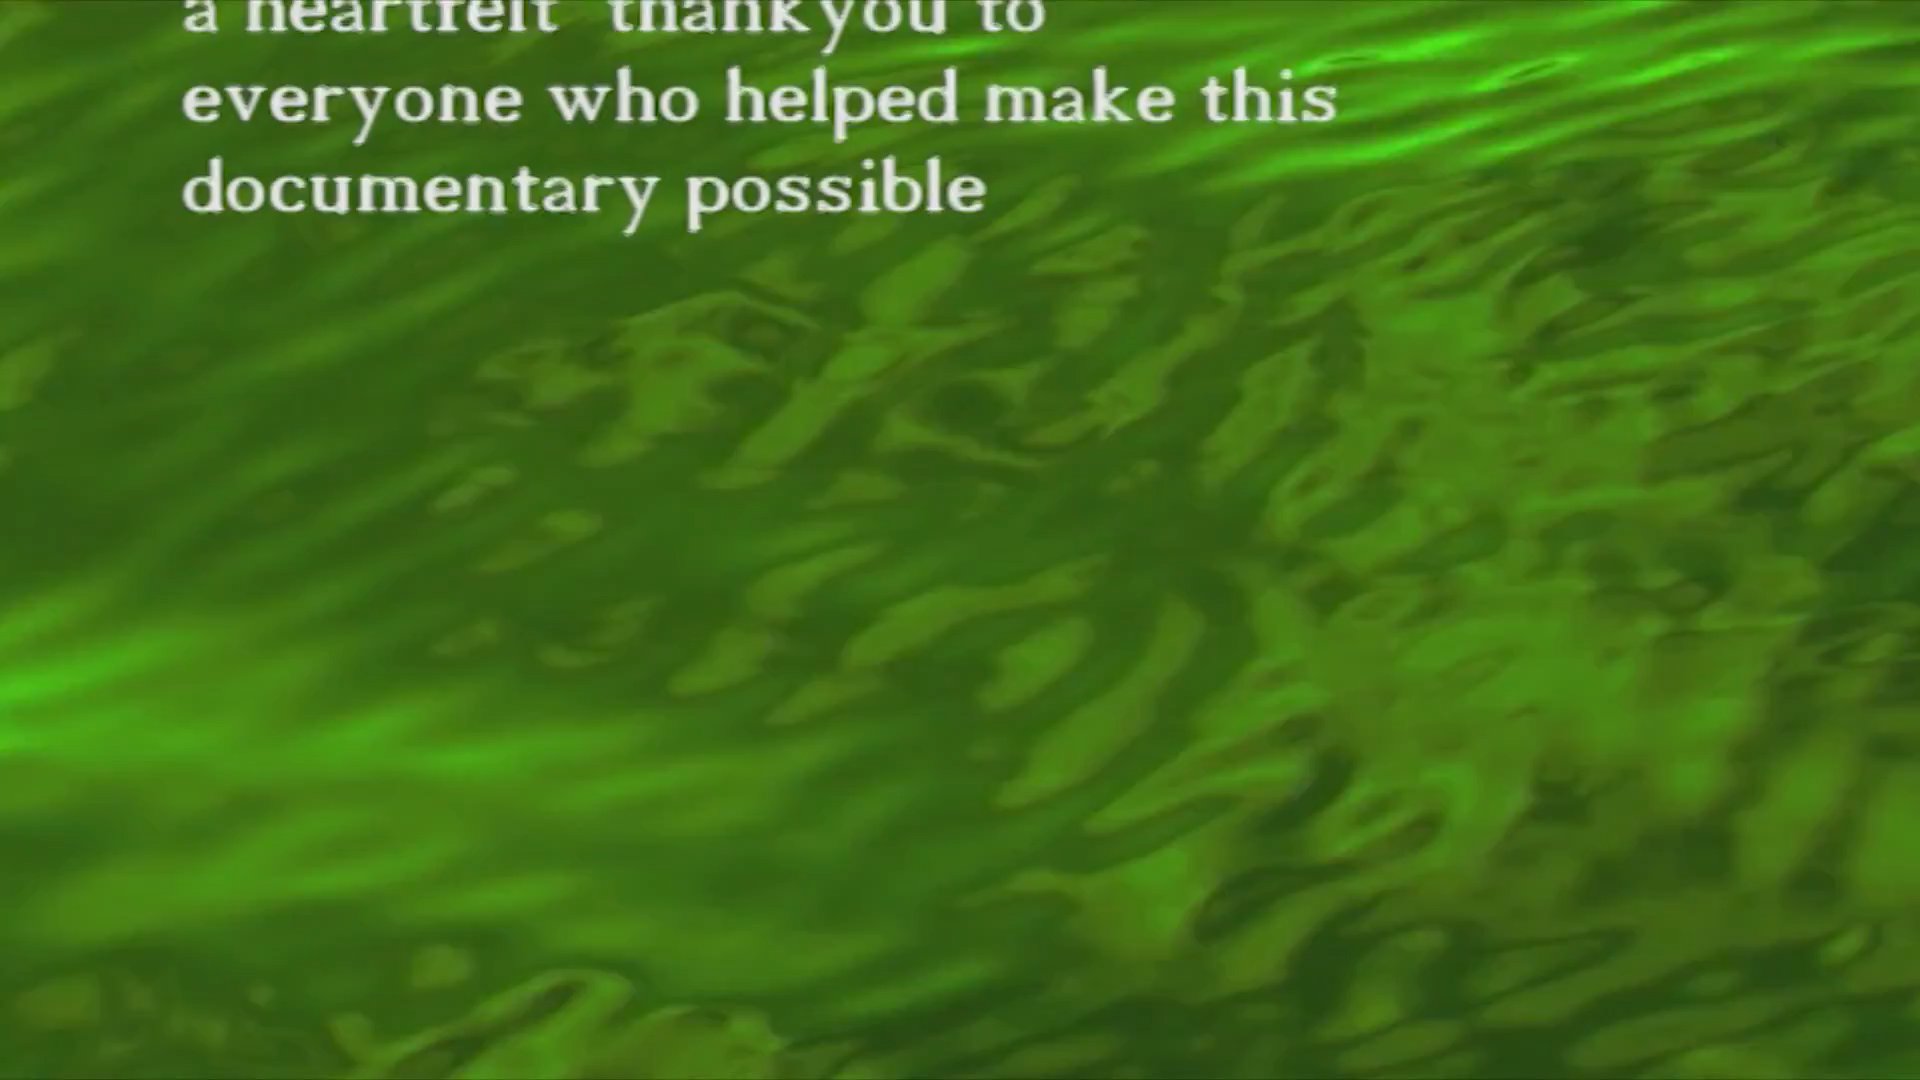 a heartfelt thankyou to
everyone who helped make this
documentary possible